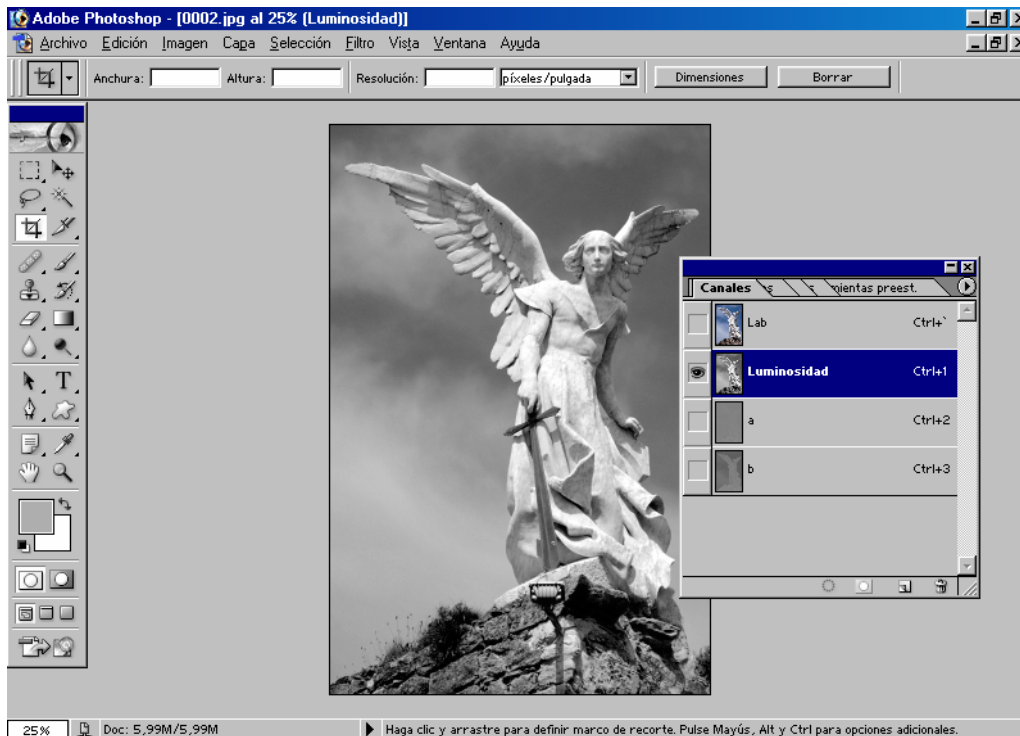 Adobe Photoshop - [0002.jpg al 25% (Luminosidad)]
Archivo Edición Imagen Capa Selección Filtro Vista Ventana Ayuda
Anchura: Altura: Resolución: píxeles/pulgada Dimensiones Borrar
Canales mientas preest.
Lab Ctrl+`
Luminosidad Ctrl+1
a Ctrl+2
b Ctrl+3
25% Doc: 5,99M/5,99M Haga clic y arrastre para definir marco de recorte. Pulse Mayús, Alt y Ctrl para opciones adicionales.